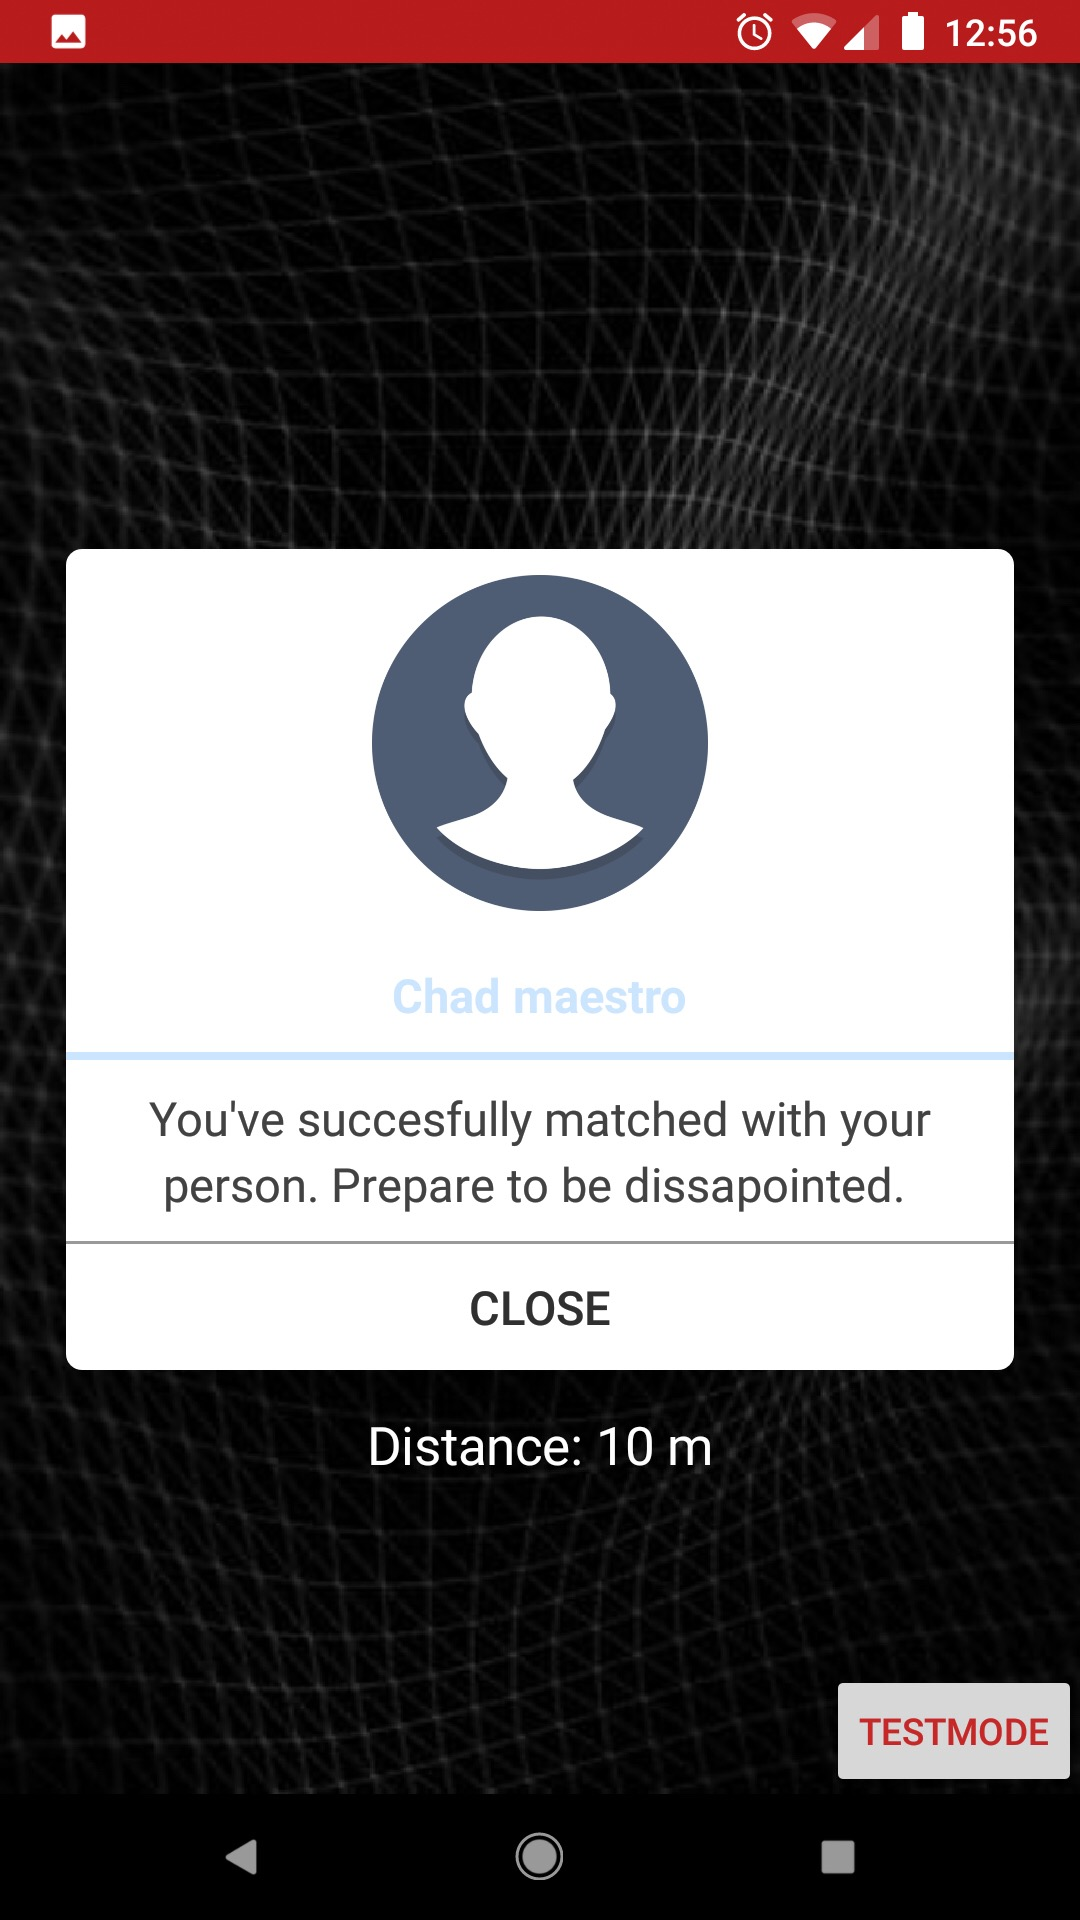 12:56
Chad maestro
You've succesfully matched with your
person. Prepare to be dissapointed.
CLOSE
Distance: 10 m
TESTMODE